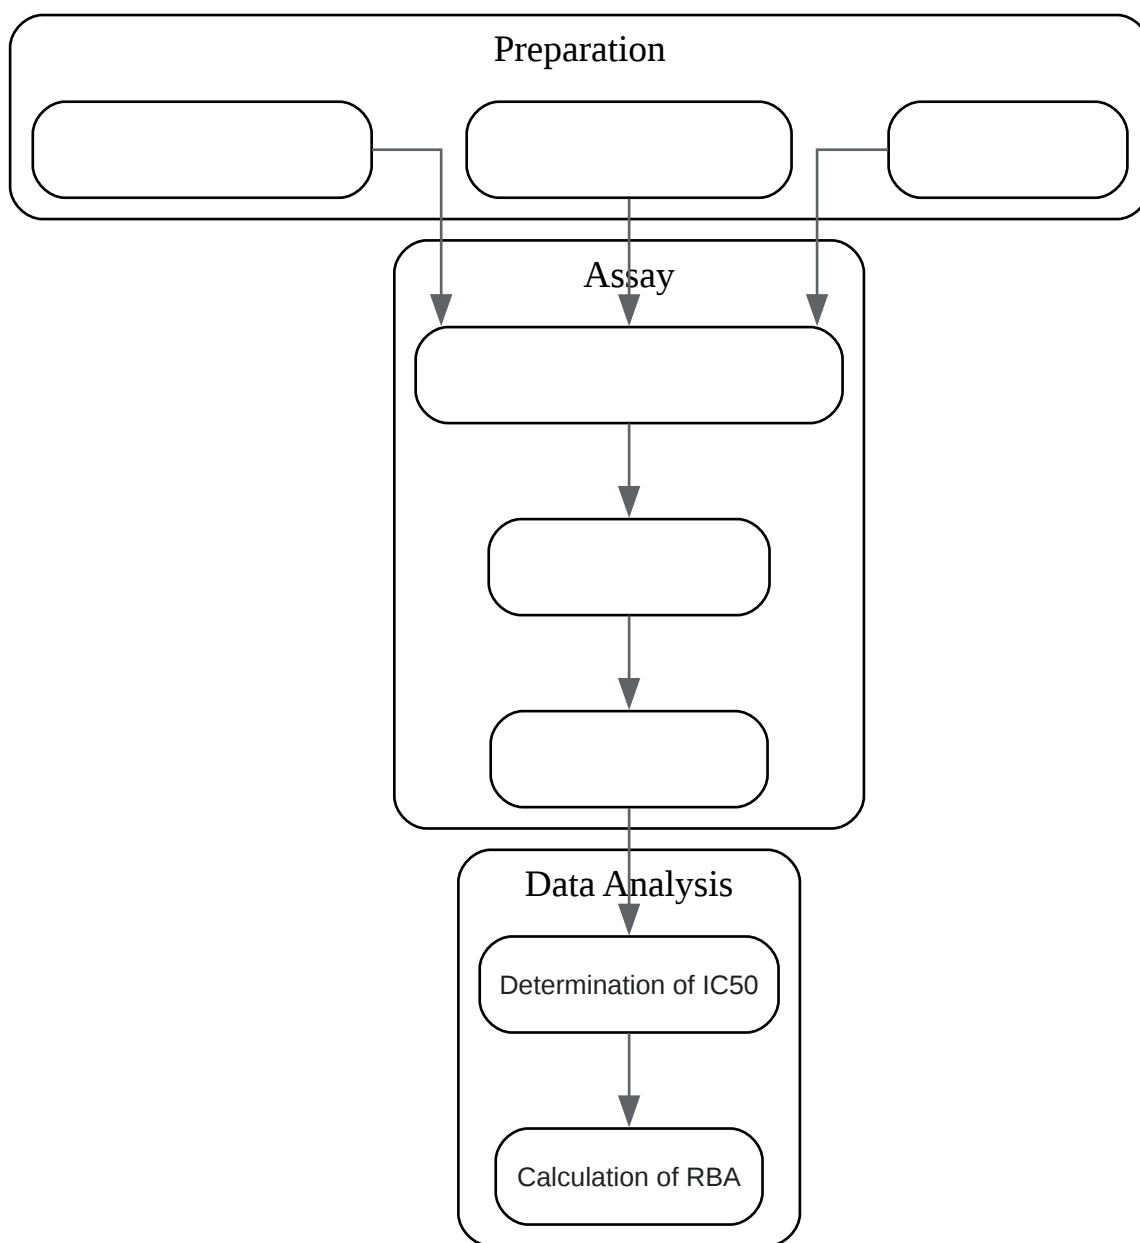 Preparation
Assay
Data Analysis
Determination of IC50
Calculation of RBA